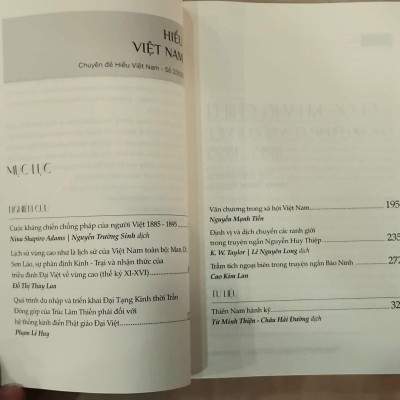 HIỂU
VIỆT NAM
Chuyên đề Hiểu Việt Nam - Số
MỤC LỤC
NGHIÊN CỨU
Cuộc kháng chiến chống pháp của người Việt 1885 - 1895
Nina Shapiro Adams | Nguyễn Trường Sinh dịch
Lịch sử vùng cao như là lịch sử của Việt Nam toàn bộ: Man, Di,
Sơn Lão, sự phân định Kinh - Trại và nhận thức của
triều đình Đại Việt về vùng cao (thế kỷ XI-XVI)
Đỗ Thị Thùy Lan
Quá trình du nhập và triển khai Đại Tạng Kinh thời Trần
Đóng góp của Trúc Lâm Thiền phái đối với
hệ thống kinh điển Phật giáo Đại Việt
Phạm Lê Huy
Văn chương trong xã hội Việt Nam 195
Nguyễn Mạnh Tiến
Định vị và dịch chuyển các ranh giới
trong truyện ngắn Nguyễn Huy Thiệp 235
K. W. Taylor | Lê Nguyên Long dịch
Trầm tích ngoại biên trong truyện ngắn Bảo Ninh 27
Cao Kim Lan
TƯ LIỆU
Thiên Nam hành ký 32
Từ Minh Thiện - Châu Hải Đường dịch